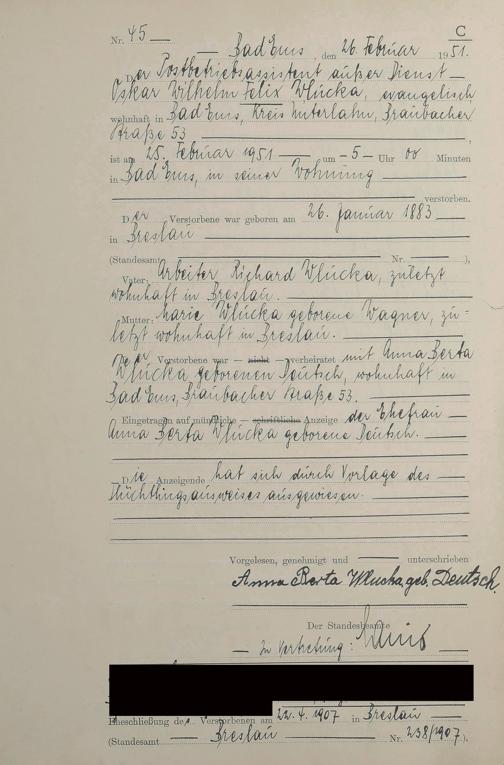 C
Nr. 45
Bad Ems, den 26. Februar 1951.
Der Postbetriebsassistent außer Dienst
Oskar Wilhelm Felix Wlucka, evangelisch
wohnhaft in Bad Ems, Kreis Unterlahn, Braubacher
Straße 53,
ist am 25. Februar 1951 um 5 Uhr 00 Minuten
in Bad Ems, in seiner Wohnung
verstorben.
Der Verstorbene war geboren am 26. Januar 1883
in Breslau
(Standesamt Nr. ),
Vater: Arbeiter Richard Wlucka, zuletzt
wohnhaft in Breslau.
Mutter: Marie Wlucka geborene Wagner, zu-
letzt wohnhaft in Breslau.
Der Verstorbene war – nicht – verheiratet mit Anna Berta
Wlucka geborenen Deutsch, wohnhaft in
Bad Ems, Braubacher Straße 53.
Eingetragen auf mündliche – schriftliche – Anzeige der Ehefrau
Anna Berta Wlucka geborene Deutsch.
Die Anzeigende hat sich durch Vorlage des
Flüchtlingsausweises ausgewiesen.
Vorgelesen, genehmigt und unterschrieben
Anna Berta Wlucka geb. Deutsch.
Der Standesbeamte
In Vertretung:
Eheschließung des Verstorbenen am 22.4.1907 in Breslau
(Standesamt Breslau Nr. 238/1907).